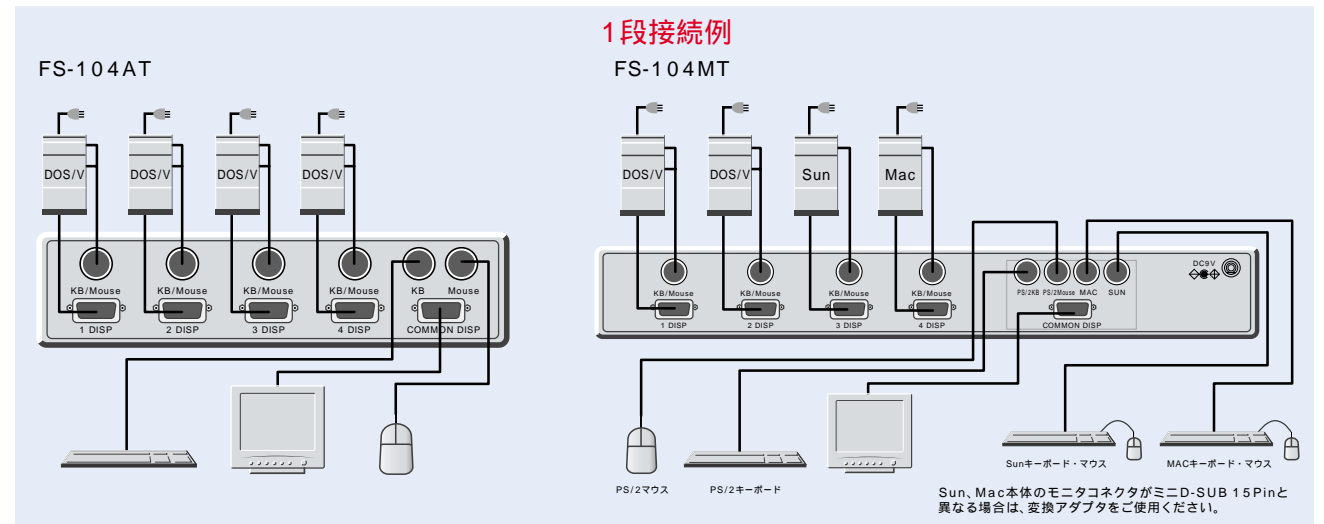 1段接続例
FS-104AT
FS-104MT
DOS/V
DOS/V
DOS/V
DOS/V
KB/Mouse
KB/Mouse
KB/Mouse
KB/Mouse
KB
Mouse
1 DISP
2 DISP
3 DISP
4 DISP
COMMON DISP
DOS/V
DOS/V
Sun
Mac
DC9V
KB/Mouse
KB/Mouse
KB/Mouse
KB/Mouse
PS/2KB
PS/2Mouse
MAC
SUN
1 DISP
2 DISP
3 DISP
4 DISP
COMMON DISP
PS/2マウス
PS/2キーボード
Sunキーボード・マウス
MACキーボード・マウス
Sun、Mac本体のモニタコネクタがミニD-SUB 15Pinと
異なる場合は、変換アダプタをご使用ください。